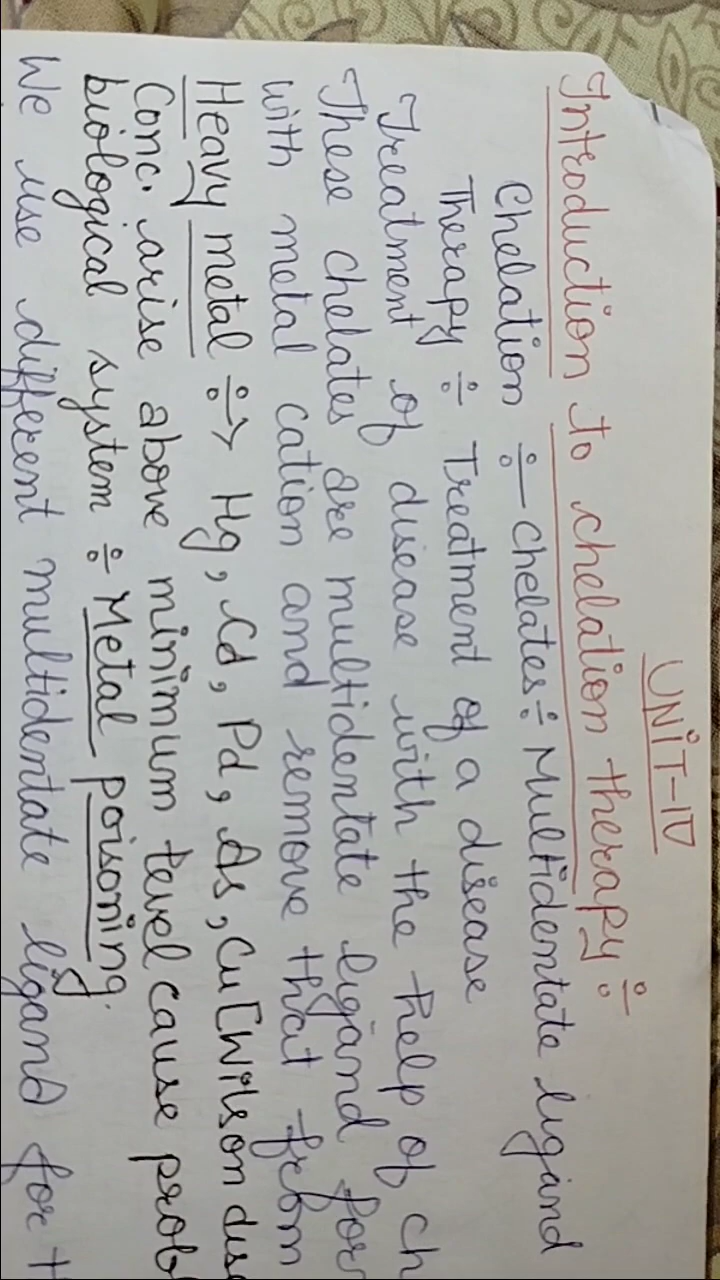 UNIT-IV
Introduction to chelation therapy ÷
Chelation ÷ Chelates ÷ Multidentate ligand
Therapy ÷ Treatment of a disease
Treatment of disease with the help of ch
These chelates are multidentate ligand for
with metal cation and remove that from
Heavy metal ÷→ Hg, Cd, Pd, As, Cu [Wilson dise
Conc. arise above minimum level cause prob
biological system ÷ Metal poisoning.
We use different multidentate ligand for t